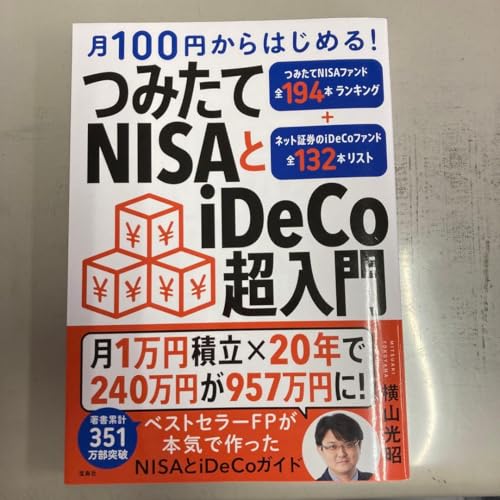 月100円からはじめる!
つみたて
NISAと
iDeCo
超入門
つみたてNISAファンド
全194本 ランキング
+
ネット証券のiDeCoファンド
全132本リスト
¥
¥ ¥
¥ ¥ ¥
月1万円積立×20年で
240万円が957万円に!
著書累計
351
万部突破
ベストセラーFPが
本気で作った
NISAとiDeCoガイド
MITSUAKI
YOKOYAMA
横山光昭
宝島社